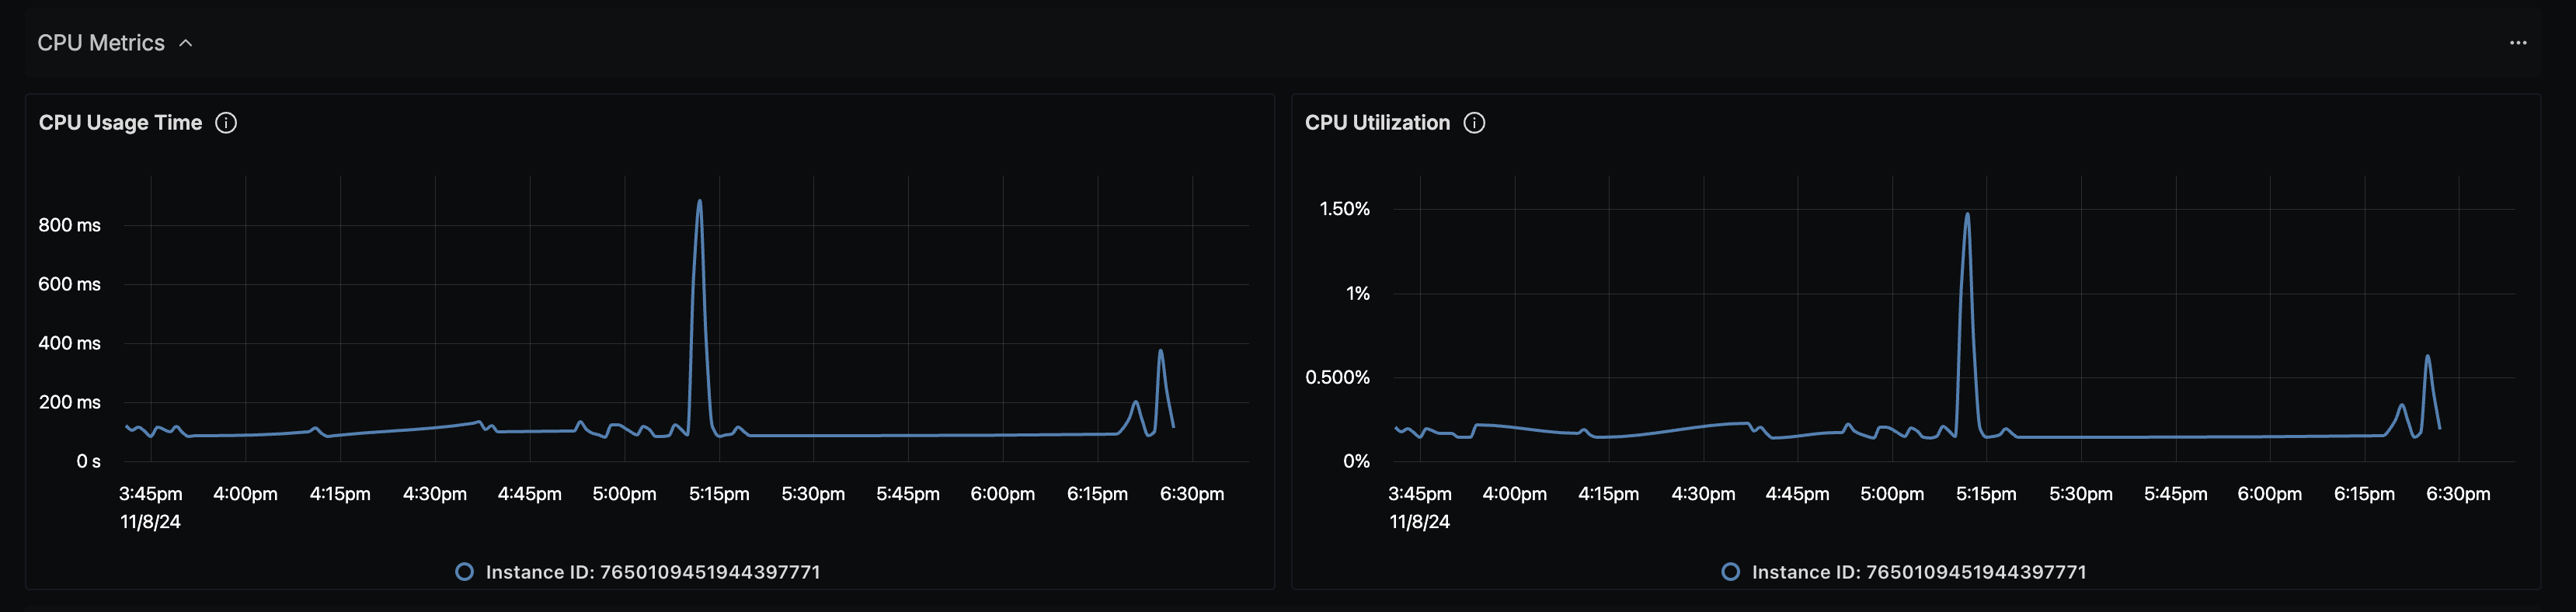 CPU Metrics
CPU Usage Time
800 ms
600 ms
400 ms
200 ms
0 s
3:45pm 4:00pm 4:15pm 4:30pm 4:45pm 5:00pm 5:15pm 5:30pm 5:45pm 6:00pm 6:15pm 6:30pm
11/8/24
Instance ID: 7650109451944397771
CPU Utilization
1.50%
1%
0.500%
0%
3:45pm 4:00pm 4:15pm 4:30pm 4:45pm 5:00pm 5:15pm 5:30pm 5:45pm 6:00pm 6:15pm 6:30pm
11/8/24
Instance ID: 7650109451944397771